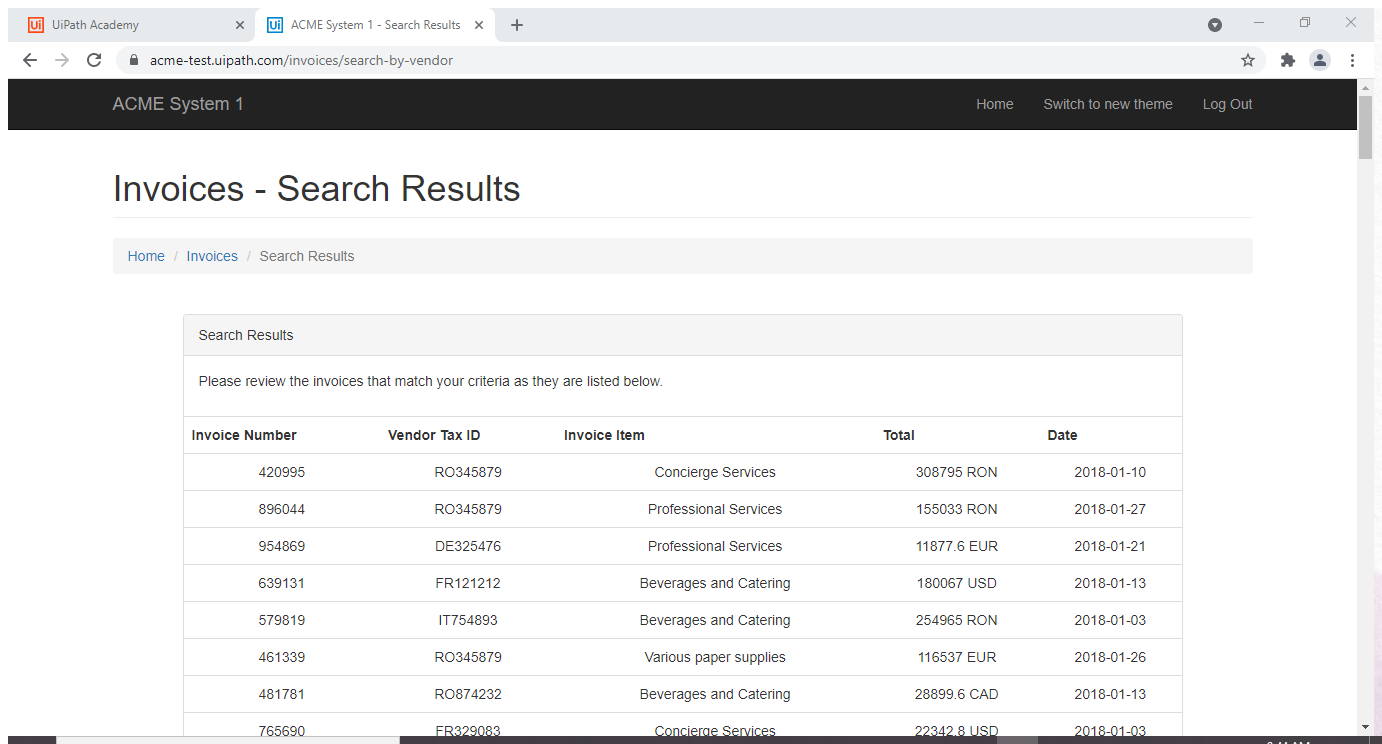 Ui UiPath Academy Ui ACME System 1 - Search Results
acme-test.uipath.com/invoices/search-by-vendor
ACME System 1 Home Switch to new theme Log Out
Invoices - Search Results
Home / Invoices / Search Results
Search Results
Please review the invoices that match your criteria as they are listed below.
Invoice Number Vendor Tax ID Invoice Item Total Date
420995 RO345879 Concierge Services 308795 RON 2018-01-10
896044 RO345879 Professional Services 155033 RON 2018-01-27
954869 DE325476 Professional Services 11877.6 EUR 2018-01-21
639131 FR121212 Beverages and Catering 180067 USD 2018-01-13
579819 IT754893 Beverages and Catering 254965 RON 2018-01-03
461339 RO345879 Various paper supplies 116537 EUR 2018-01-26
481781 RO874232 Beverages and Catering 28899.6 CAD 2018-01-13
765690 FR329083 Concierge Services 22342.8 USD 2018-01-03